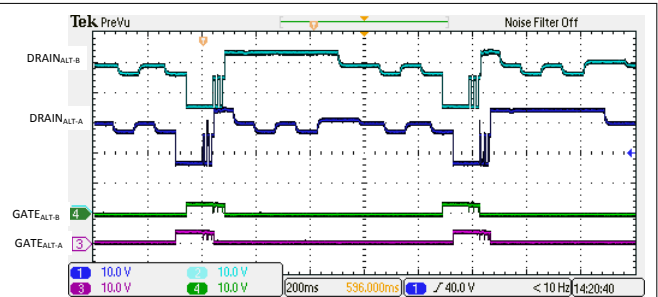 Tek PreVu
Noise Filter Off
DRAINALT-B
DRAINALT-A
GATEALT-B
4
GATEALT-A
3
1 10.0 V 2 10.0 V
3 10.0 V 4 10.0 V
200ms 596.000ms
1 40.0 V
< 10 Hz
14:20:40